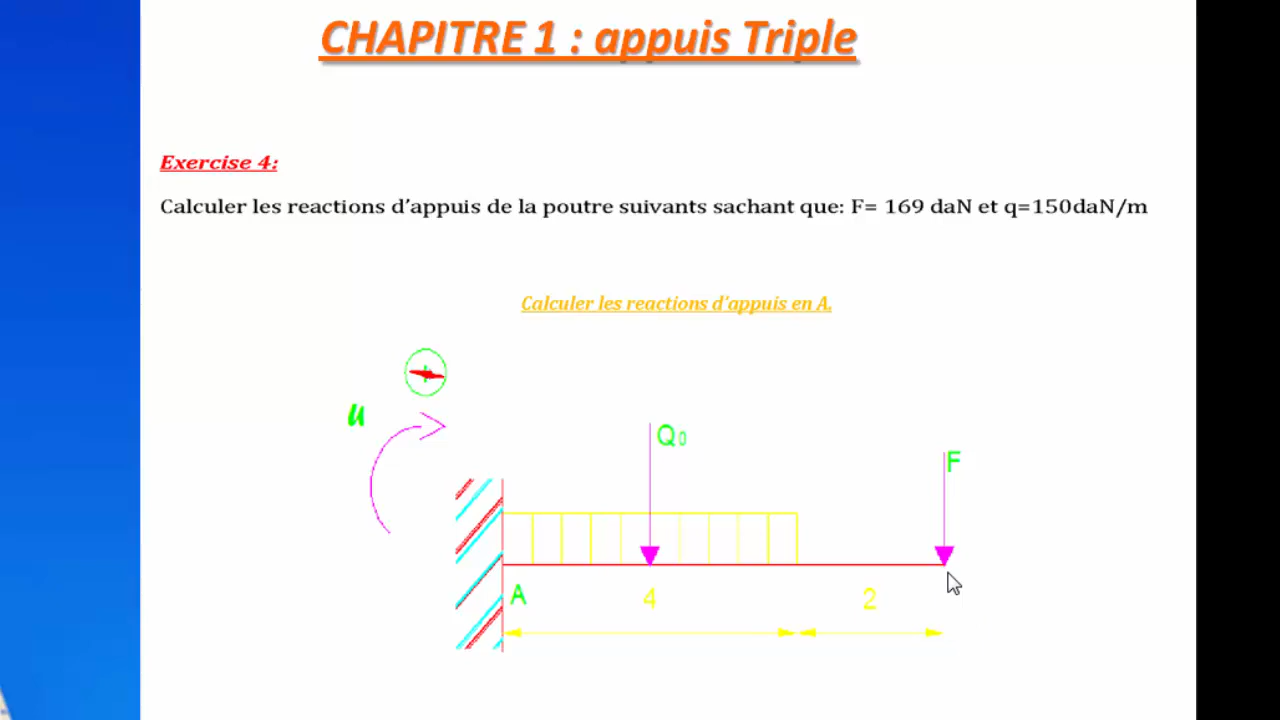 CHAPITRE 1 : appuis Triple
Exercise 4:
Calculer les reactions d'appuis de la poutre suivants sachant que: F= 169 daN et q=150daN/m
Calculer les reactions d'appuis en A.
+
u
Q0
F
A
4
2